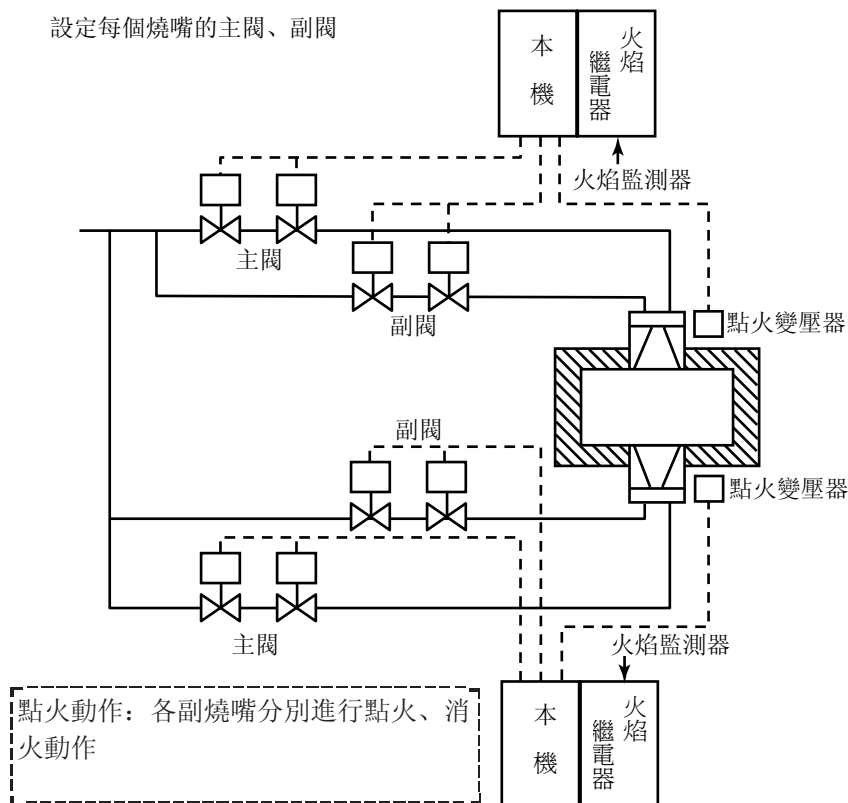 設定每個燒嘴的主閥、副閥
本機
火焰
繼電器
火焰監測器
主閥
副閥
點火變壓器
副閥
點火變壓器
主閥
火焰監測器
本機
火焰
繼電器
點火動作：各副燒嘴分別進行點火、消
火動作